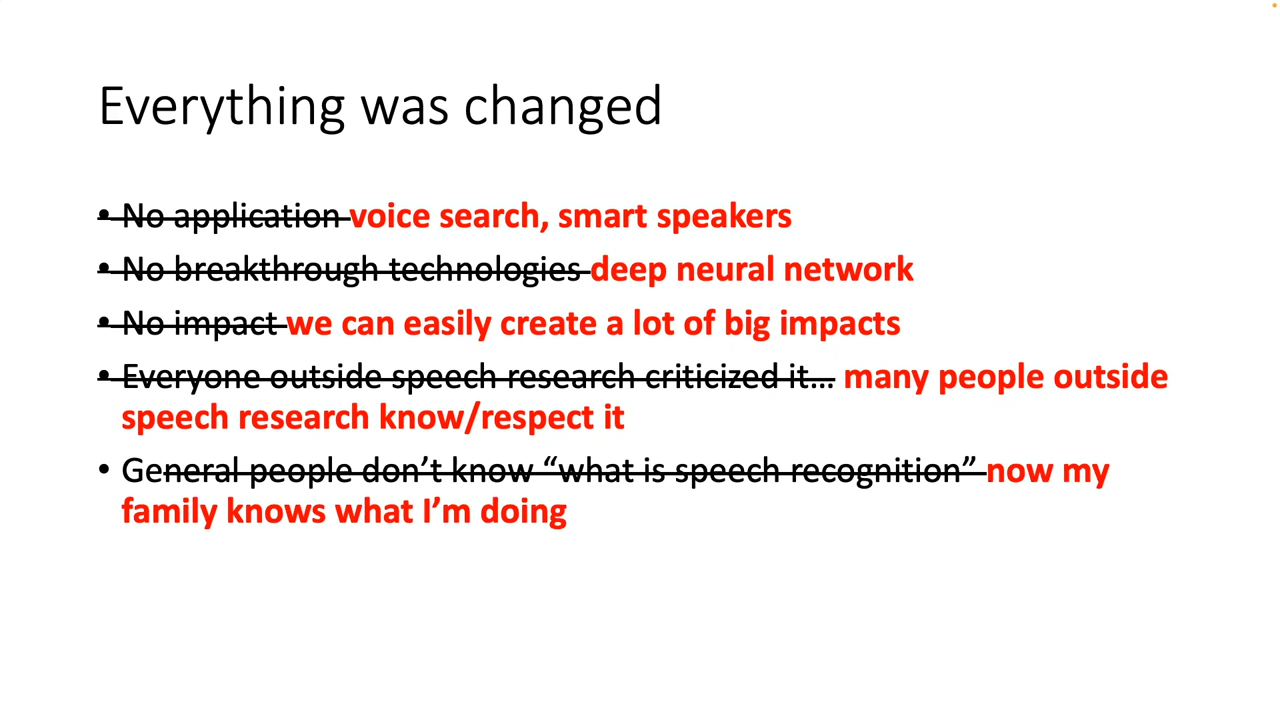 Everything was changed
• No application voice search, smart speakers
• No breakthrough technologies deep neural network
• No impact we can easily create a lot of big impacts
• Everyone outside speech research criticized it… many people outside
speech research know/respect it
• General people don’t know “what is speech recognition” now my
family knows what I’m doing